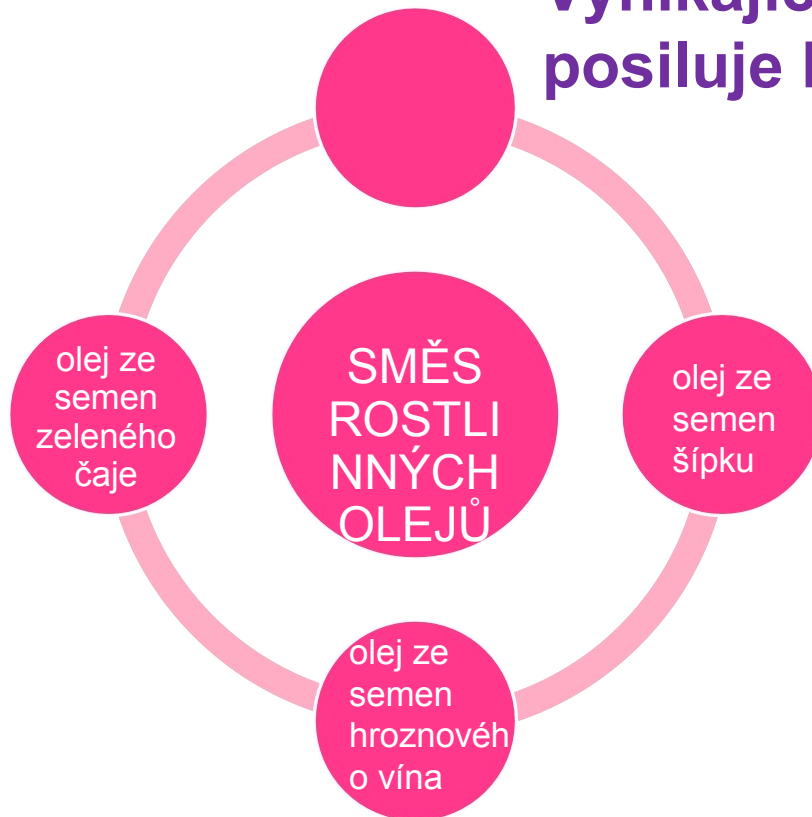 posiluje
olej ze
semen
zeleného
čaje
SMĚS
ROSTLI
NNÝCH
OLEJŮ
olej ze
semen
šípku
olej ze
semen
hroznovéh
o vína